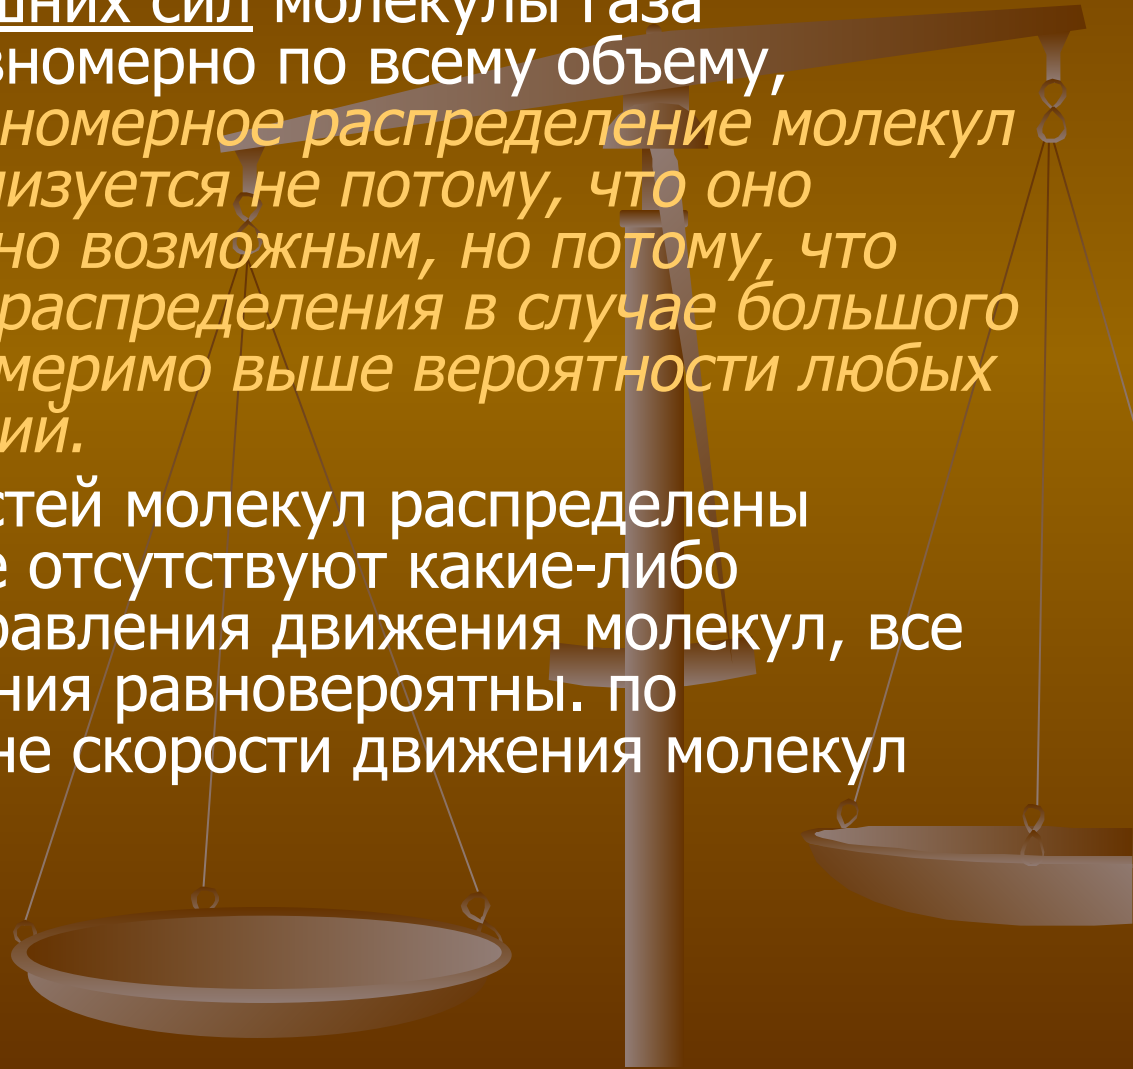 шних сил молекулы газа
вномерно по всему объему,
номерное распределение молекул
лизуется не потому, что оно
но возможным, но потому, что
распределения в случае большого
меримо выше вероятности любых
ий.
стей молекул распределены
е отсутствуют какие-либо
равления движения молекул, все
ния равновероятны. по
не скорости движения молекул